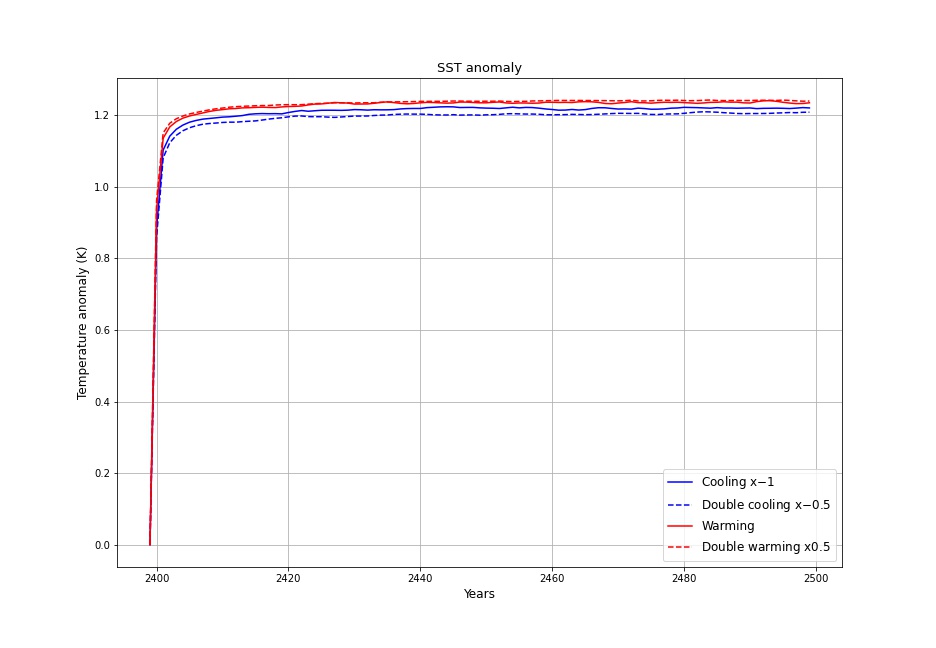 SST anomaly
Temperature anomaly (K)
1.2
1.0
0.8
0.6
0.4
0.2
0.0
2400
2420
2440
2460
2480
2500
Years
Cooling x−1
Double cooling x−0.5
Warming
Double warming x0.5